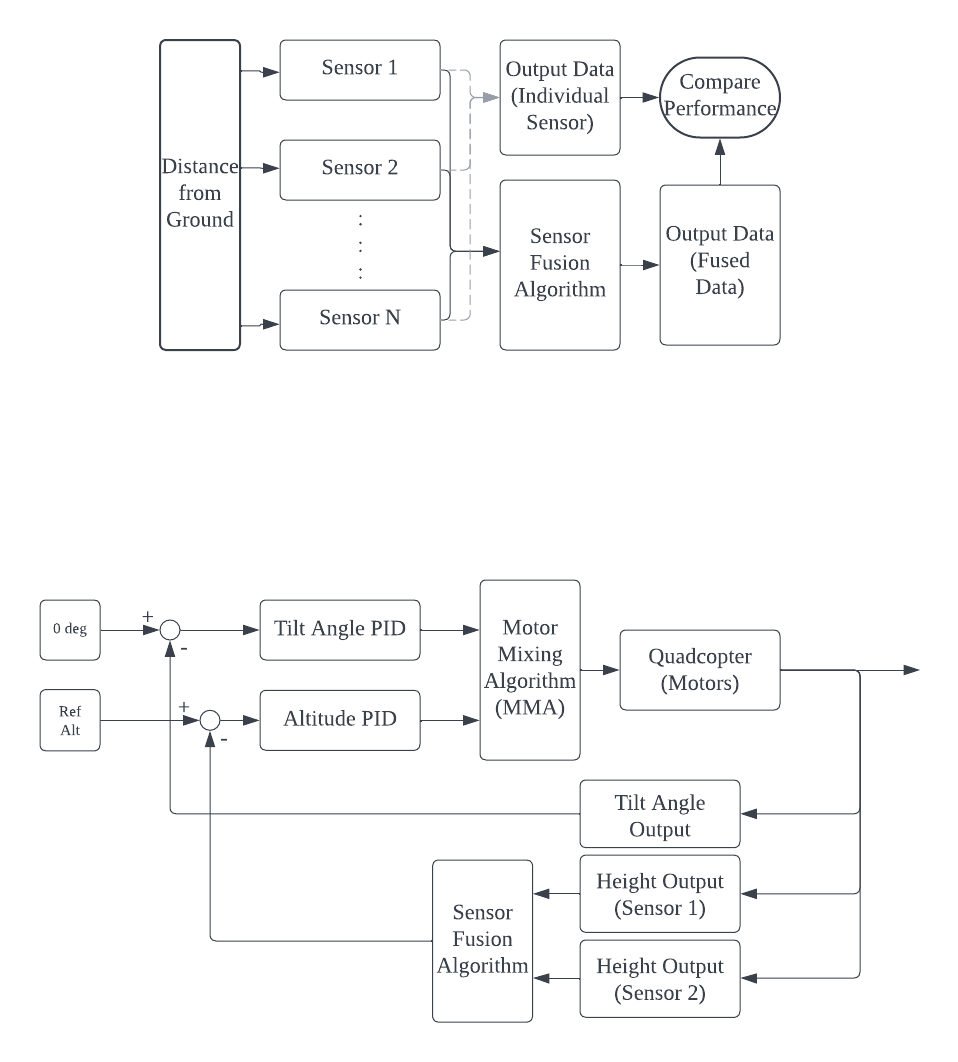 Sensor 1
Output Data
(Individual
Sensor)
Compare
Performance
Distance
from
Ground
Sensor 2
:
:
:
Sensor
Fusion
Algorithm
Output Data
(Fused
Data)
Sensor N
0 deg
+
-
Tilt Angle PID
Motor
Mixing
Algorithm
(MMA)
Quadcopter
(Motors)
Ref
Alt
+
-
Altitude PID
Tilt Angle
Output
Height Output
(Sensor 1)
Sensor
Fusion
Algorithm
Height Output
(Sensor 2)